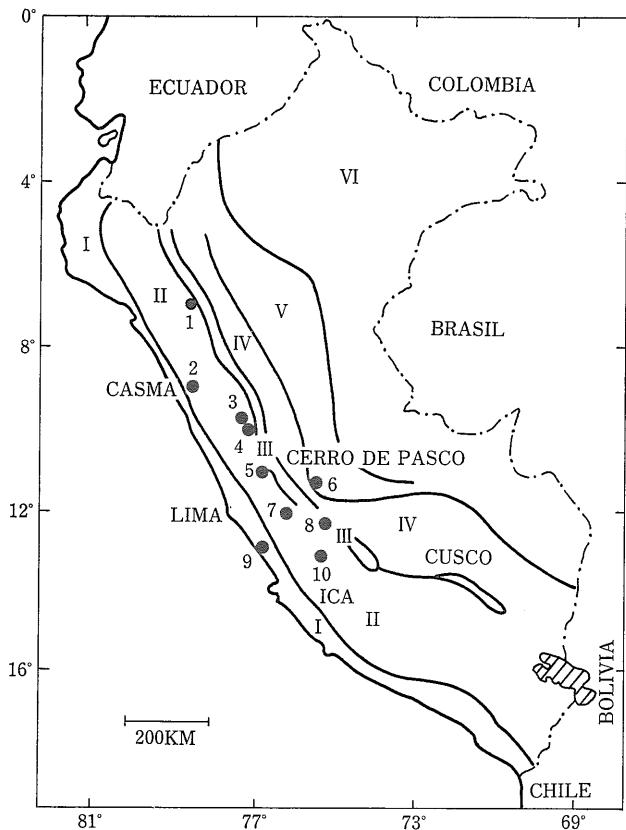 0°
ECUADOR
COLOMBIA
4°
VI
I
II
V
BRASIL
1
IV
8°
2
CASMA
3
4
III
CERRO DE PASCO
5
6
12°
LIMA
7
8
III
IV
CUSCO
9
10
ICA
I
II
16°
BOLIVIA
200KM
CHILE
81°
77°
73°
69°